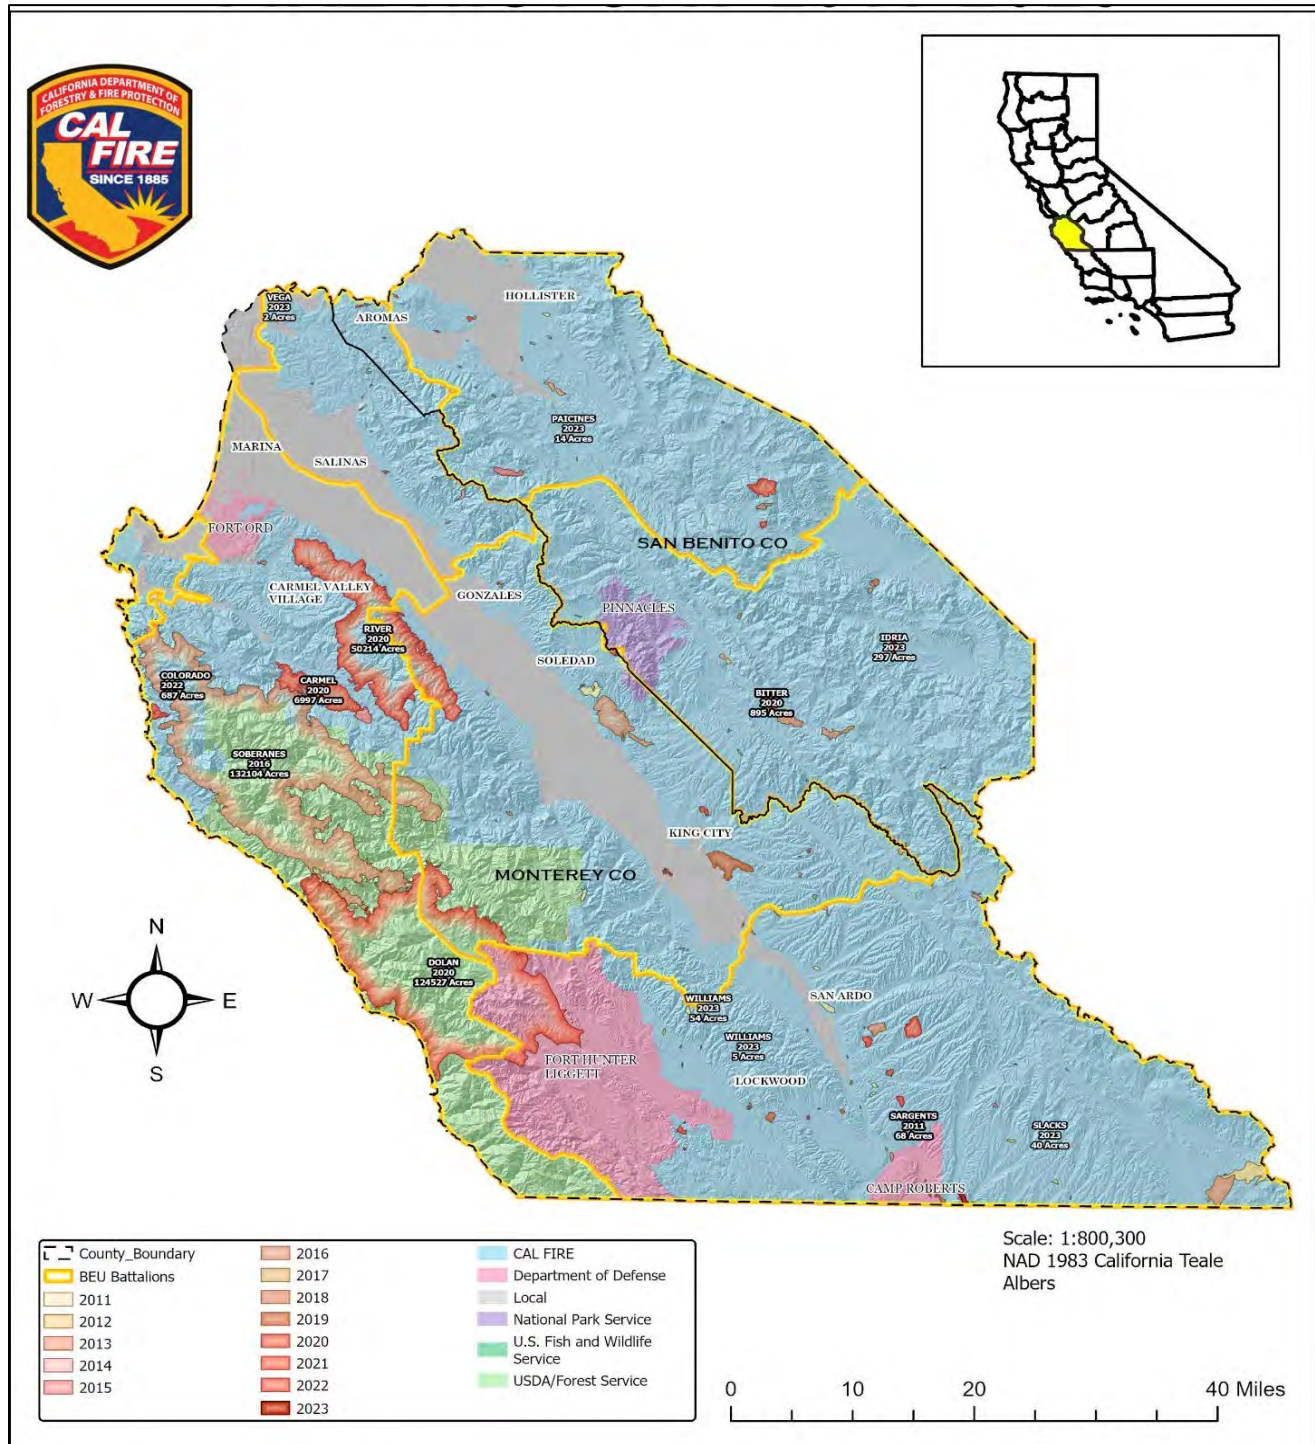 CALIFORNIA DEPARTMENT OF
FORESTRY & FIRE PROTECTION
CAL
FIRE
SINCE 1885
VEGA
2023
2 Acres
AROMAS
HOLLISTER
PAICINES
2023
14 Acres
MARINA
SALINAS
FORT ORD
SAN BENITO CO
CARMEL VALLEY
VILLAGE
GONZALES
PINNACLES
RIVER
2020
50214 Acres
IDRIA
2023
297 Acres
SOLEDAD
COLORADO
2022
687 Acres
CARMEL
2020
6997 Acres
BITTER
2020
895 Acres
SOBERANES
2016
132104 Acres
KING CITY
MONTEREY CO
DOLAN
2020
124527 Acres
WILLIAMS
2023
54 Acres
SAN ARDO
WILLIAMS
2023
5 Acres
FORT HUNTER
LIGGETT
LOCKWOOD
SARGENTS
2011
68 Acres
SLACKS
2023
40 Acres
CAMP ROBERTS
N
W
E
S
County_Boundary
BEU Battalions
2011
2012
2013
2014
2015
2016
2017
2018
2019
2020
2021
2022
2023
CAL FIRE
Department of Defense
Local
National Park Service
U.S. Fish and Wildlife
Service
USDA/Forest Service
Scale: 1:800,300
NAD 1983 California Teale
Albers
0 10 20 40 Miles